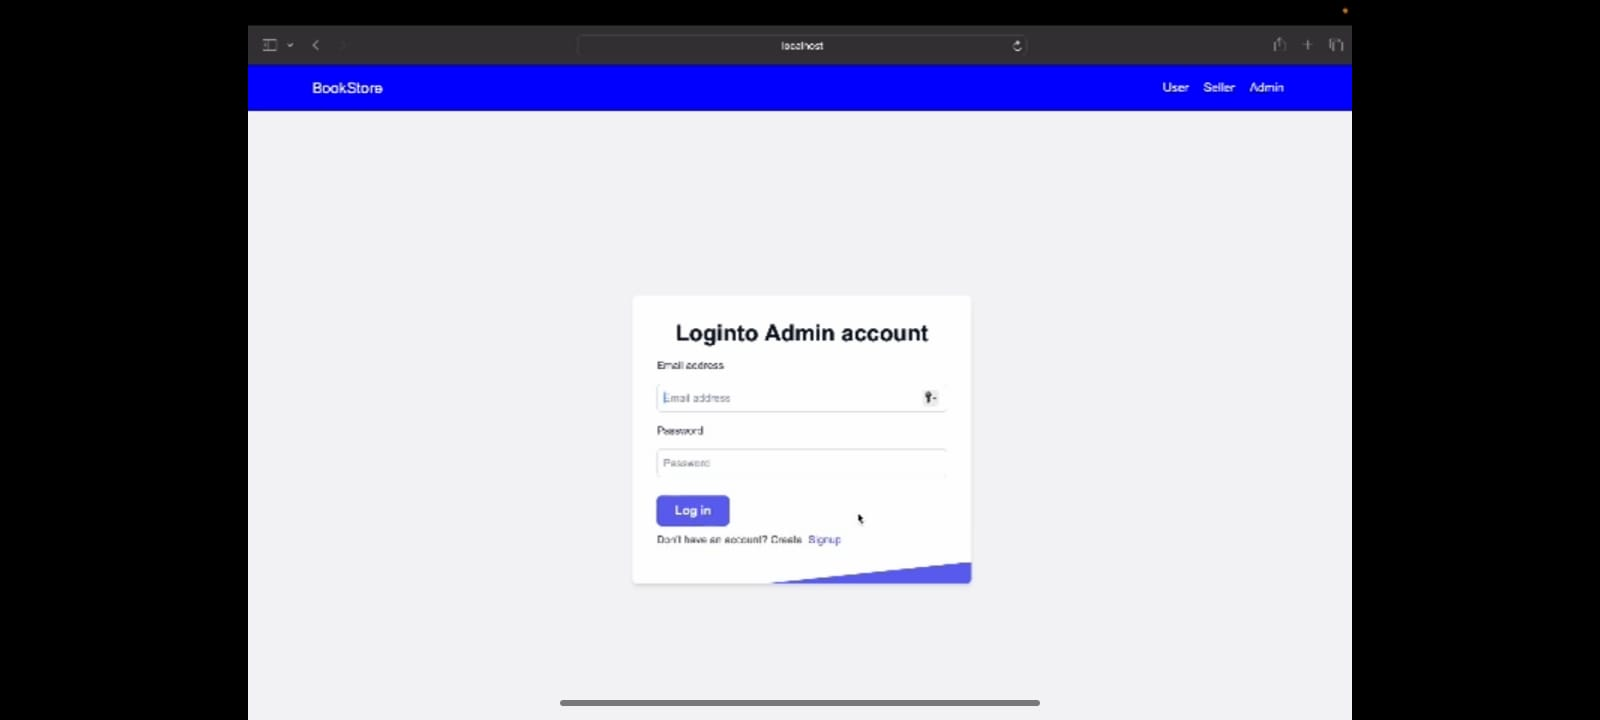 localhost
BookStore
User Seller Admin
Loginto Admin account
Email address
Email address
Password
Password
Log in
Don't have an account? Create Signup